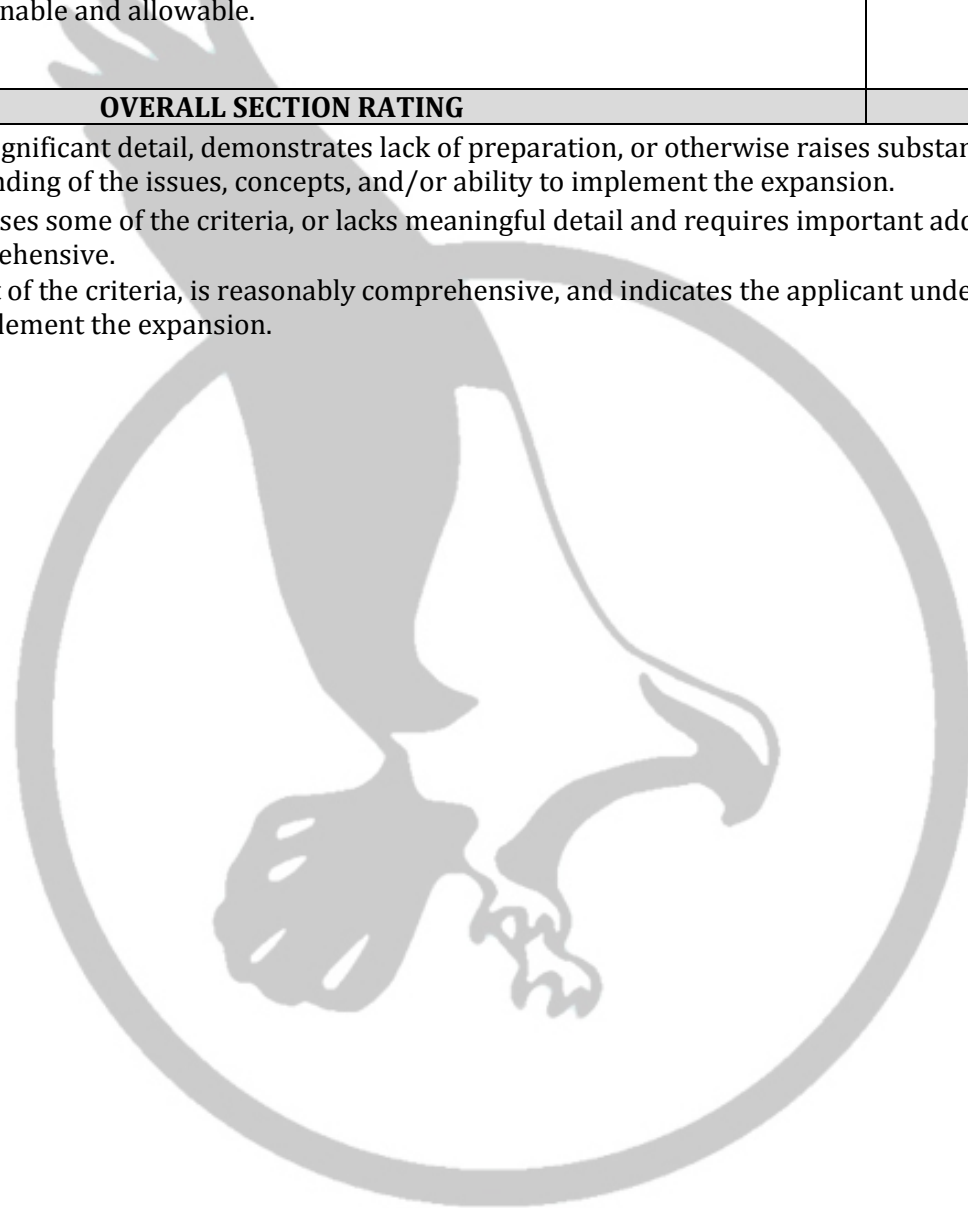 nable and allowable.
OVERALL SECTION RATING
gnificant detail, demonstrates lack of preparation, or otherwise raises substan
nding of the issues, concepts, and/or ability to implement the expansion.
ses some of the criteria, or lacks meaningful detail and requires important add
ehensive.
of the criteria, is reasonably comprehensive, and indicates the applicant unde
lement the expansion.